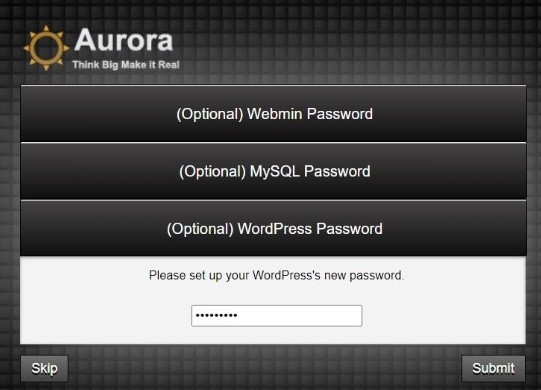 Aurora
Think Big Make it Real
(Optional) Webmin Password
(Optional) MySQL Password
(Optional) WordPress Password
Please set up your WordPress's new password.
•••••••••
Skip
Submit